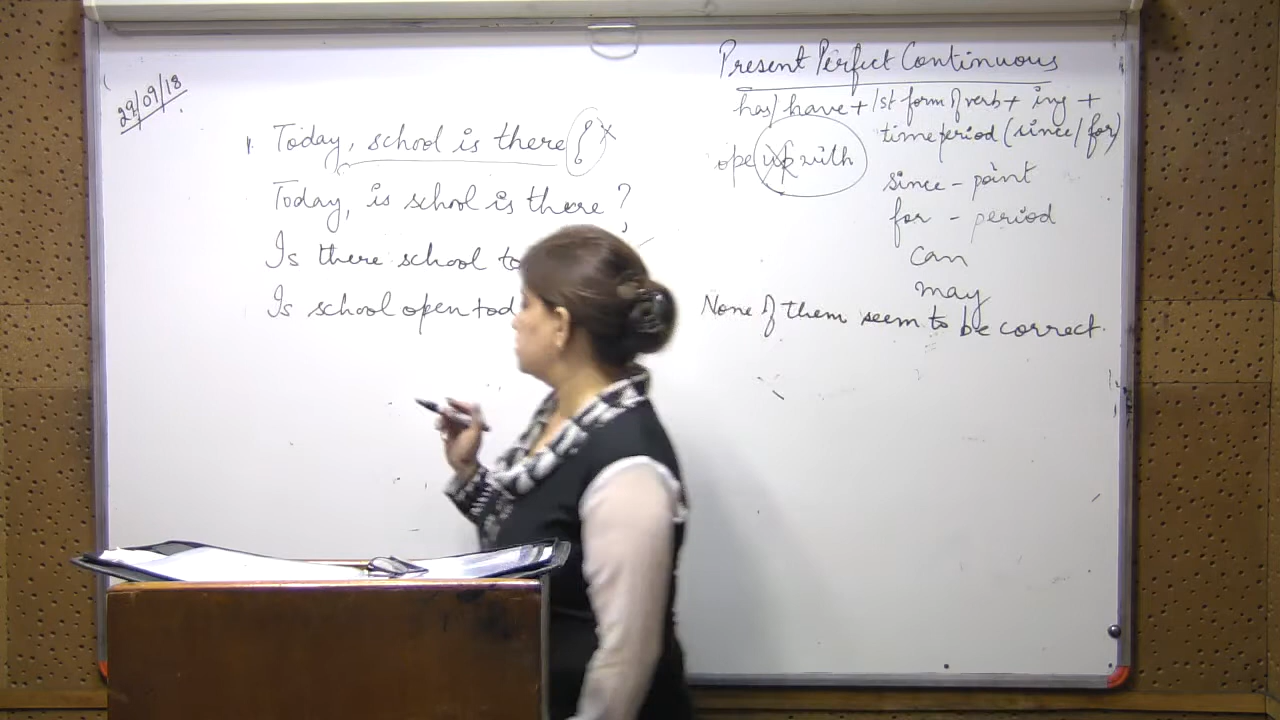 29/09/18
1. Today, school is there ? x
Today, is school is there ?
Is there school to
Is school open tod
Present Perfect Continuous
has/ have + 1st form of verb + ing +
time period (since/ for)
ope up with
since - point
for - period
can
may
None of them seem to be correct.